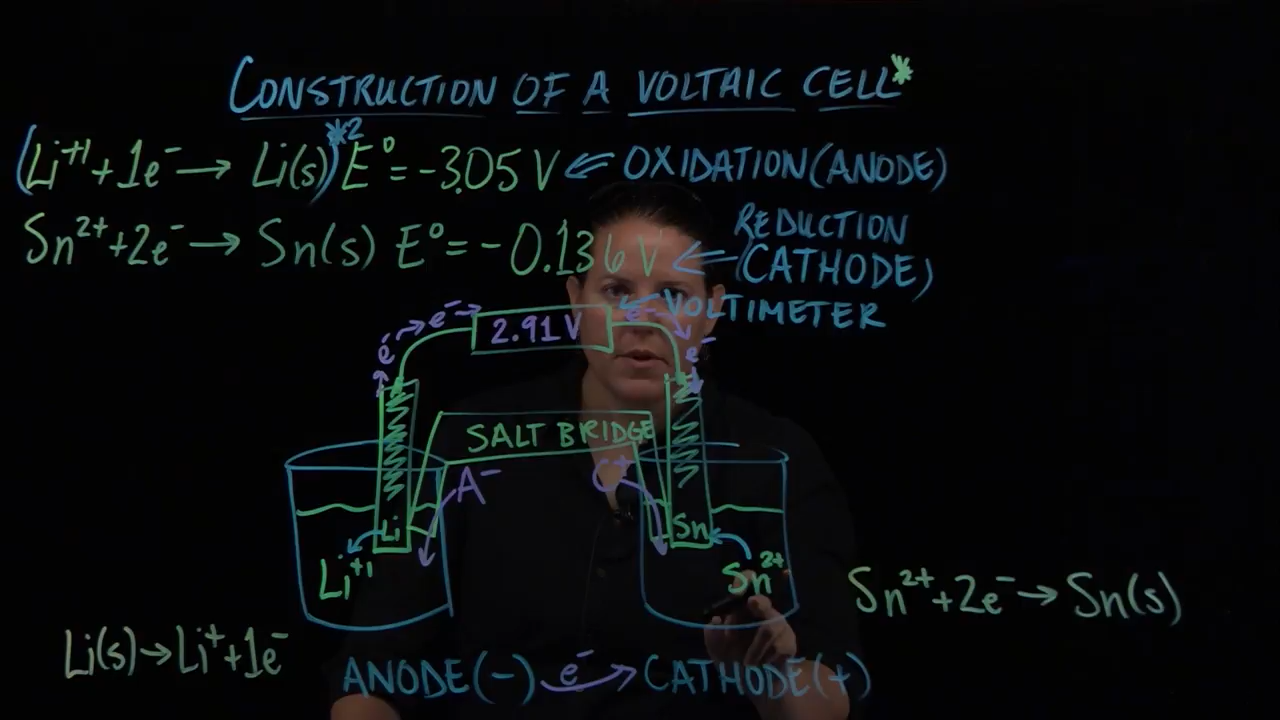 CONSTRUCTION OF A VOLTAIC CELL*
(Li⁺¹+1e⁻→ Li(s))*2 E°=-3.05 V ⇐ OXIDATION(ANODE)
Sn²⁺+2e⁻→ Sn(s) E°=-0.136 V ⇐ REDUCTION (CATHODE)
VOLTIMETER
e⁻ → e⁻ → 2.91 V e⁻ e⁻
SALT BRIDGE
A⁻ C⁺
Li Sn
Li⁺¹ Sn²⁺
Sn²⁺+2e⁻→ Sn(s)
Li(s)→Li⁺+1e⁻
ANODE(-) e⁻→ CATHODE(+)